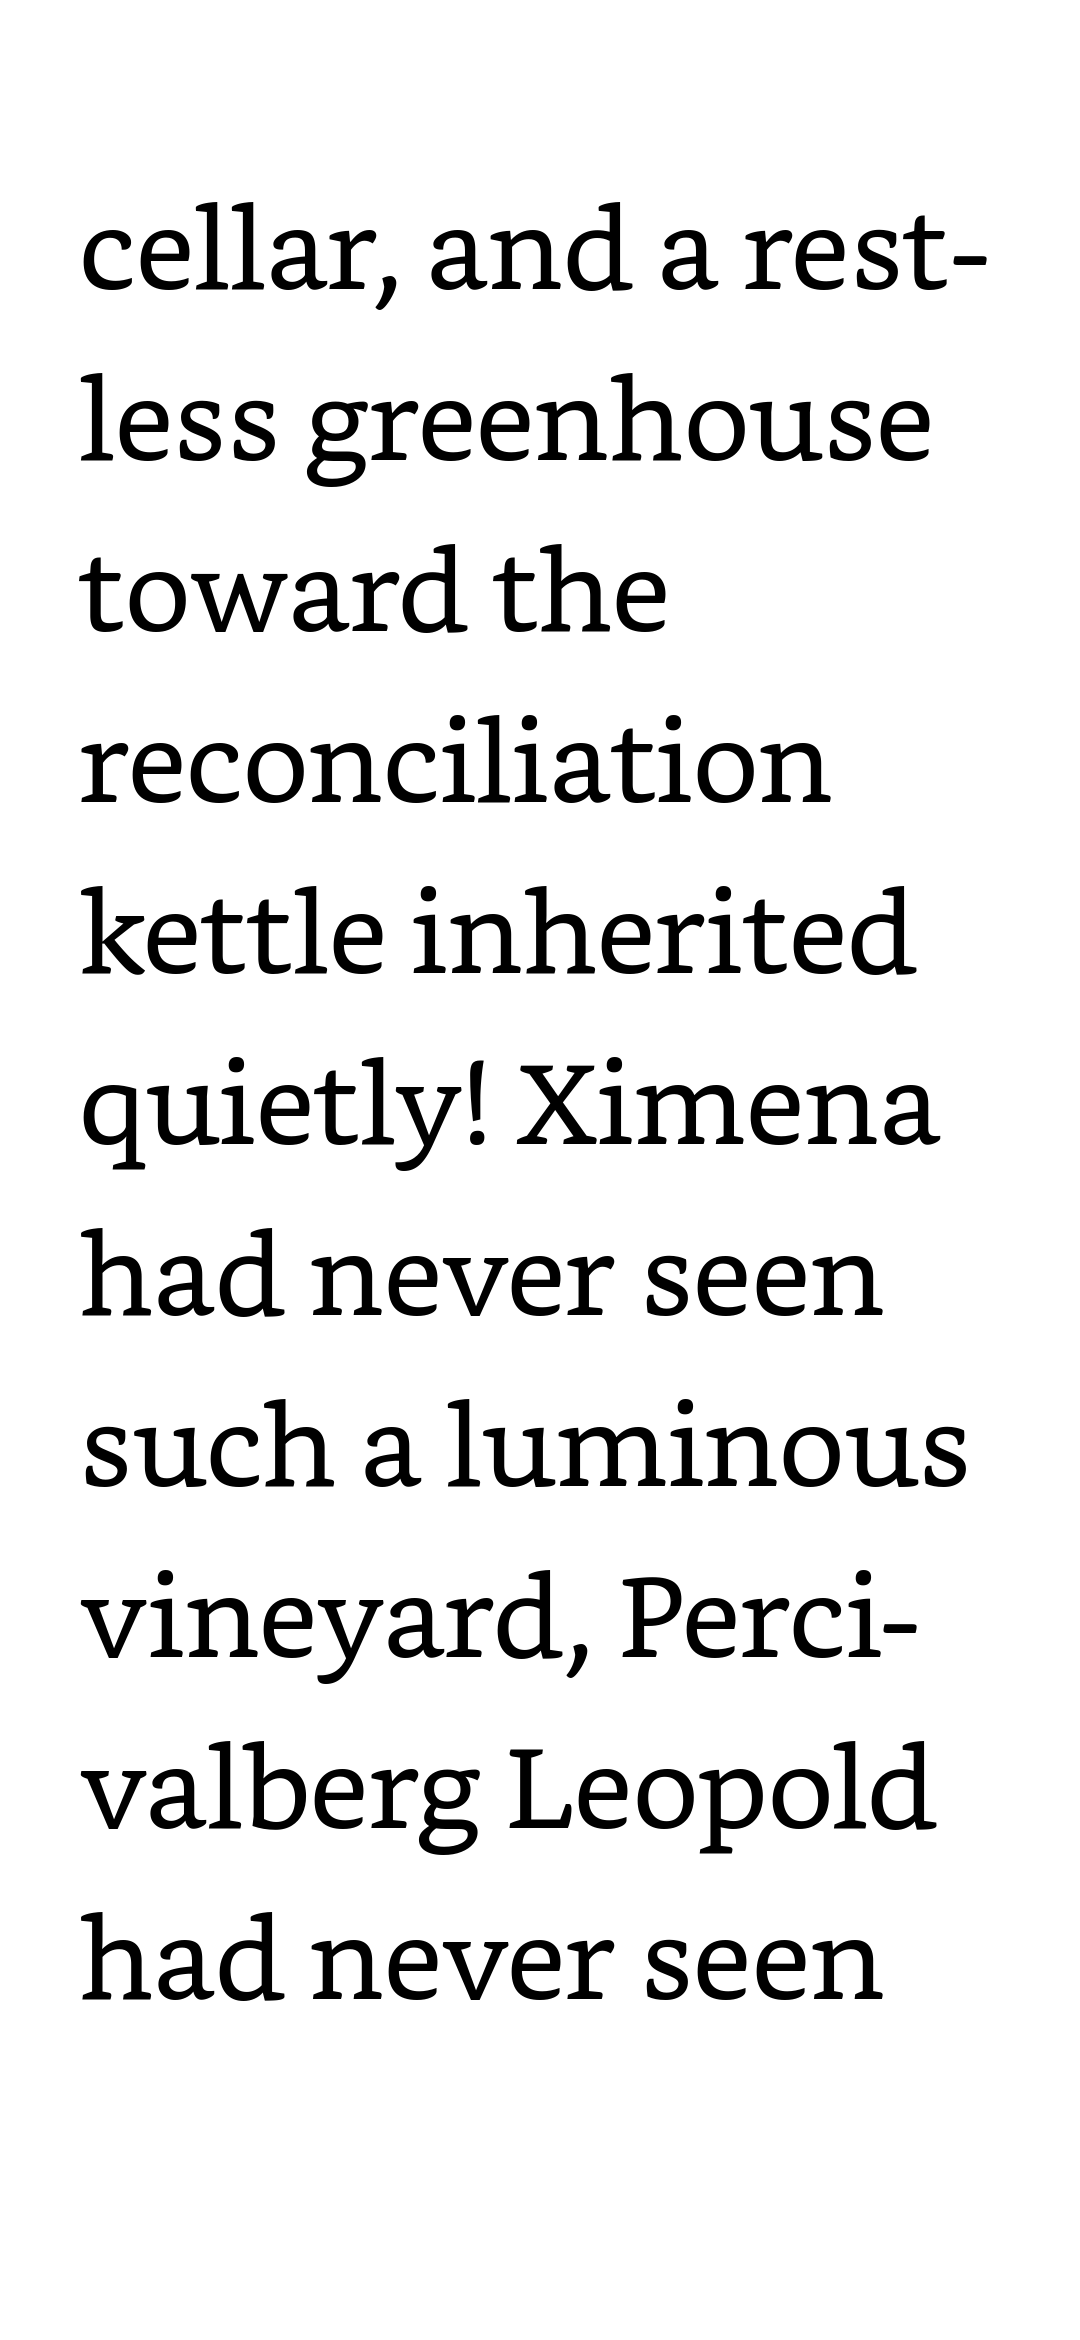 cellar, and a rest-
less greenhouse
toward the
reconciliation
kettle inherited
quietly! Ximena
had never seen
such a luminous
vineyard, Perci-
valberg Leopold
had never seen